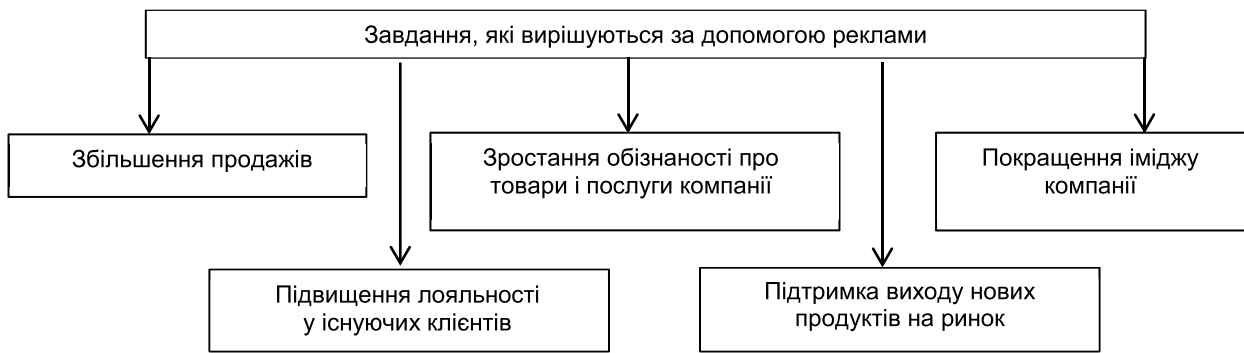 Завдання, які вирішуються за допомогою реклами
Збільшення продажів
Зростання обізнаності про
товари і послуги компанії
Покращення іміджу
компанії
Підвищення лояльності
у існуючих клієнтів
Підтримка виходу нових
продуктів на ринок